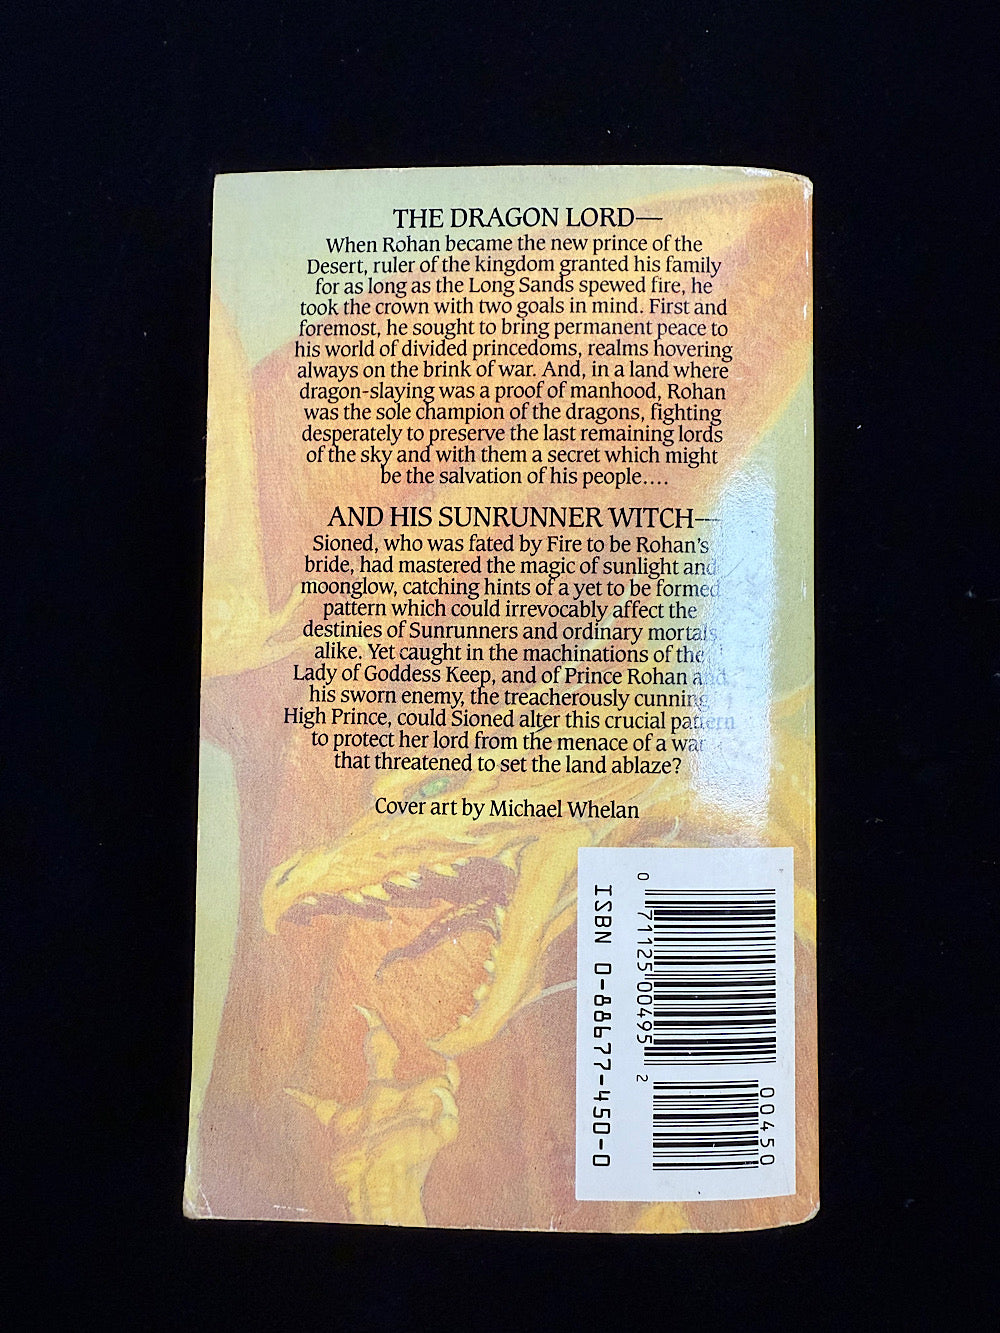 THE DRAGON LORD—
When Rohan became the new prince of the
Desert, ruler of the kingdom granted his family
for as long as the Long Sands spewed fire, he
took the crown with two goals in mind. First and
foremost, he sought to bring permanent peace to
his world of divided princedoms, realms hovering
always on the brink of war. And, in a land where
dragon-slaying was a proof of manhood, Rohan
was the sole champion of the dragons, fighting
desperately to preserve the last remaining lords
of the sky and with them a secret which might
be the salvation of his people....
AND HIS SUNRUNNER WITCH—
Sioned, who was fated by Fire to be Rohan's
bride, had mastered the magic of sunlight and
moonglow, catching hints of a yet to be formed
pattern which could irrevocably affect the
destinies of Sunrunners and ordinary mortals
alike. Yet caught in the machinations of the
Lady of Goddess Keep, and of Prince Rohan and
his sworn enemy, the treacherously cunning
High Prince, could Sioned alter this crucial pattern
to protect her lord from the menace of a war
that threatened to set the land ablaze?
Cover art by Michael Whelan
0 71125 00495 2
00450
ISBN 0-88677-450-0